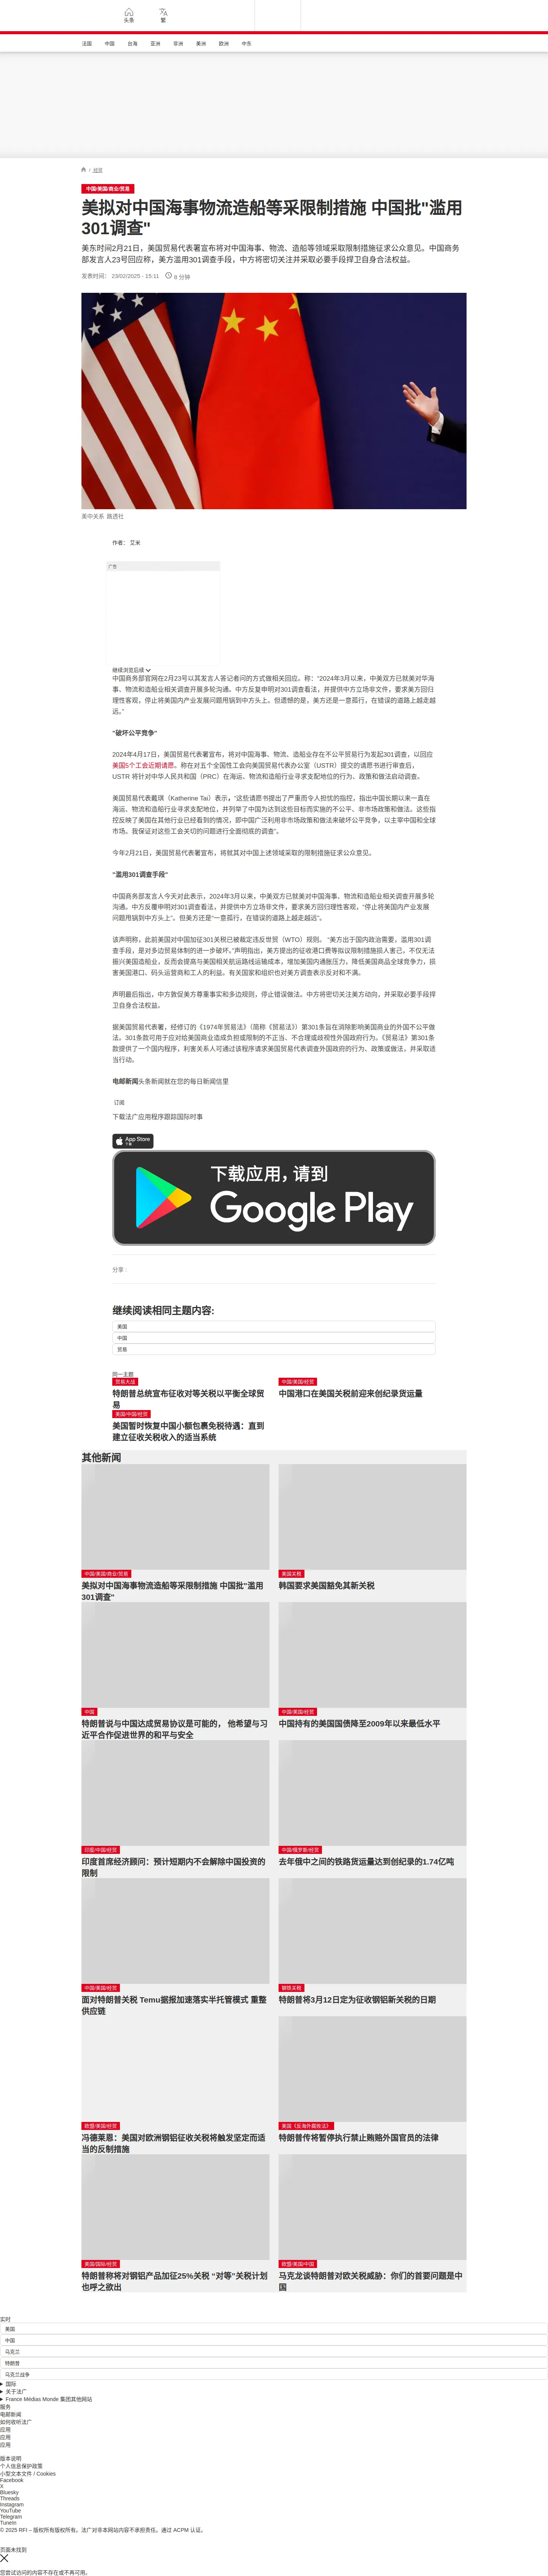 头条
繁
法国 中国 台海 亚洲 非洲 美洲 欧洲 中东
/ 经贸
中国/美国/商业/贸易
美拟对中国海事物流造船等采限制措施 中国批"滥用
301调查"
美东时间2月21日，美国贸易代表署宣布将对中国海事、物流、造船等领域采取限制措施征求公众意见。中国商务
部发言人23号回应称，美方滥用301调查手段，中方将密切关注并采取必要手段捍卫自身合法权益。
发表时间： 23/02/2025 - 15:11 8 分钟
美中关系 路透社
作者： 艾米
广告
继续浏览后续
中国商务部官网在2月23号以其发言人答记者问的方式做相关回应。称：“2024年3月以来，中美双方已就美对华海
事、物流和造船业相关调查开展多轮沟通。中方反复申明对301调查看法，并提供中方立场非文件，要求美方回归
理性客观，停止将美国内产业发展问题甩锅到中方头上。但遗憾的是，美方还是一意孤行，在错误的道路上越走越
远。”
"破坏公平竞争"
2024年4月17日，美国贸易代表署宣布，将对中国海事、物流、造船业存在不公平贸易行为发起301调查，以回应
美国5个工会近期请愿。称在对五个全国性工会向美国贸易代表办公室（USTR）提交的请愿书进行审查后，
USTR 将针对中华人民共和国（PRC）在海运、物流和造船行业寻求支配地位的行为、政策和做法启动调查。
美国贸易代表戴琪（Katherine Tai）表示，“这些请愿书提出了严重而令人担忧的指控，指出中国长期以来一直在
海运、物流和造船行业寻求支配地位，并列举了中国为达到这些目标而实施的不公平、非市场政策和做法。这些指
控反映了美国在其他行业已经看到的情况，即中国广泛利用非市场政策和做法来破坏公平竞争，以主宰中国和全球
市场。我保证对这些工会关切的问题进行全面彻底的调查”。
今年2月21日，美国贸易代表署宣布，将就其对中国上述领域采取的限制措施征求公众意见。
"滥用301调查手段"
中国商务部发言人今天对此表示，2024年3月以来，中美双方已就美对中国海事、物流和造船业相关调查开展多轮
沟通。中方反覆申明对301调查看法，并提供中方立场非文件，要求美方回归理性客观，“停止将美国内产业发展
问题甩锅到中方头上”。但美方还是“一意孤行，在错误的道路上越走越远”。
该声明称，此前美国对中国加征301关税已被裁定违反世贸（WTO）规则。 “美方出于国内政治需要，滥用301调
查手段，是对多边贸易体制的进一步破坏。”声明指出，美方提出的征收港口费等拟议限制措施损人害己，不仅无法
振兴美国造船业，反而会提高与美国相关航运路线运输成本，增加美国内通胀压力，降低美国商品全球竞争力，损
害美国港口、码头运营商和工人的利益。有关国家和组织也对美方调查表示反对和不满。
声明最后指出，中方敦促美方尊重事实和多边规则，停止错误做法。中方将密切关注美方动向，并采取必要手段捍
卫自身合法权益。
据美国贸易代表署，经修订的《1974年贸易法》（简称《贸易法》）第301条旨在消除影响美国商业的外国不公平做
法。301条款可用于应对给美国商业造成负担或限制的不正当、不合理或歧视性外国政府行为。《贸易法》第301条
款提供了一个国内程序，利害关系人可通过该程序请求美国贸易代表调查外国政府的行为、政策或做法，并采取适
当行动。
电邮新闻头条新闻就在您的每日新闻信里
订阅
下载法广应用程序跟踪国际时事
App Store
下载
下载应用，请到
Google Play
分享 :
继续阅读相同主题内容:
美国
中国
贸易
同一主题
贸易大战
特朗普总统宣布征收对等关税以平衡全球贸
易
中国/美国/经贸
中国港口在美国关税前迎来创纪录货运量
美国/中国/经贸
美国暂时恢复中国小额包裹免税待遇：直到
建立征收关税收入的适当系统
其他新闻
中国/美国/商业/贸易
美拟对中国海事物流造船等采限制措施 中国批"滥用
301调查"
美国关税
韩国要求美国豁免其新关税
中国
特朗普说与中国达成贸易协议是可能的， 他希望与习
近平合作促进世界的和平与安全
中国/美国/经贸
中国持有的美国国债降至2009年以来最低水平
印度/中国/经贸
印度首席经济顾问：预计短期内不会解除中国投资的
限制
中国/俄罗斯/经贸
去年俄中之间的铁路货运量达到创纪录的1.74亿吨
中国/美国/经贸
面对特朗普关税 Temu据报加速落实半托管模式 重整
供应链
钢铁关税
特朗普将3月12日定为征收钢铝新关税的日期
欧盟/美国/经贸
冯德莱恩：美国对欧洲钢铝征收关税将触发坚定而适
当的反制措施
美国《反海外腐败法》
特朗普传将暂停执行禁止贿赂外国官员的法律
美国/国际/经贸
特朗普称将对钢铝产品加征25%关税 “对等”关税计划
也呼之欲出
欧盟/美国/中国
马克龙谈特朗普对欧关税威胁：你们的首要问题是中
国
实时
美国
中国
马克兰
特朗普
马克兰战争
国际
关于法广
France Médias Monde 集团其他网站
服务
电邮新闻
如何收听法广
应用
应用
应用
版本说明
个人信息保护政策
小型文本文件 / Cookies
Facebook
X
Bluesky
Threads
Instagram
YouTube
Telegram
TuneIn
© 2025 RFI – 版权所有版权所有。法广对非本网站内容不承担责任。通过 ACPM 认证。
页面未找到
您尝试访问的内容不存在或不再可用。